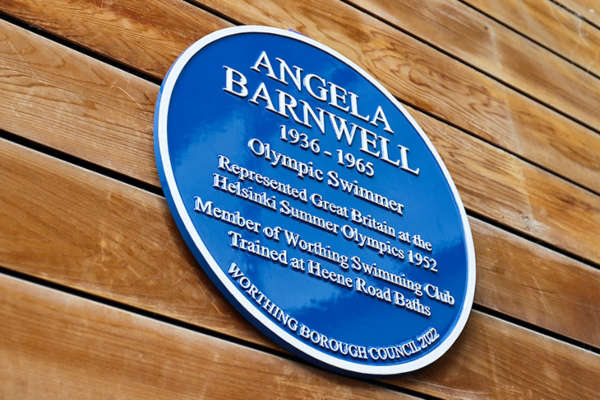 ANGELA
BARNWELL
1936 - 1965
Olympic Swimmer
Represented Great Britain at the
Helsinki Summer Olympics 1952
Member of Worthing Swimming Club
Trained at Heene Road Baths
WORTHING BOROUGH COUNCIL 2022